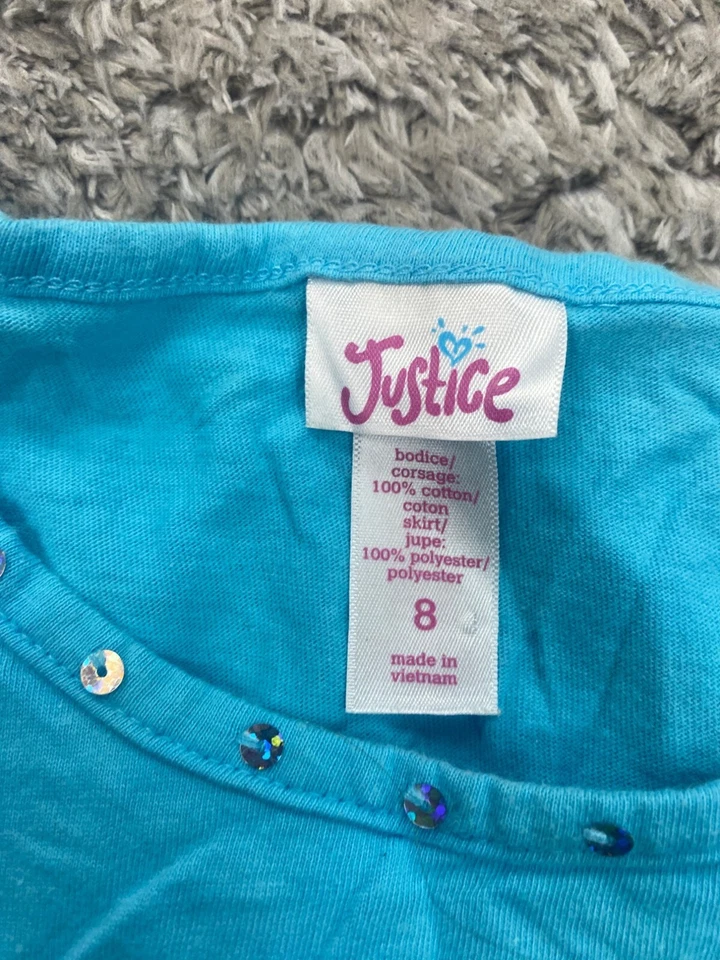 Justice
bodice/
corsage:
100% cotton/
coton
skirt/
jupe:
100% polyester/
polyester
8
made in
vietnam